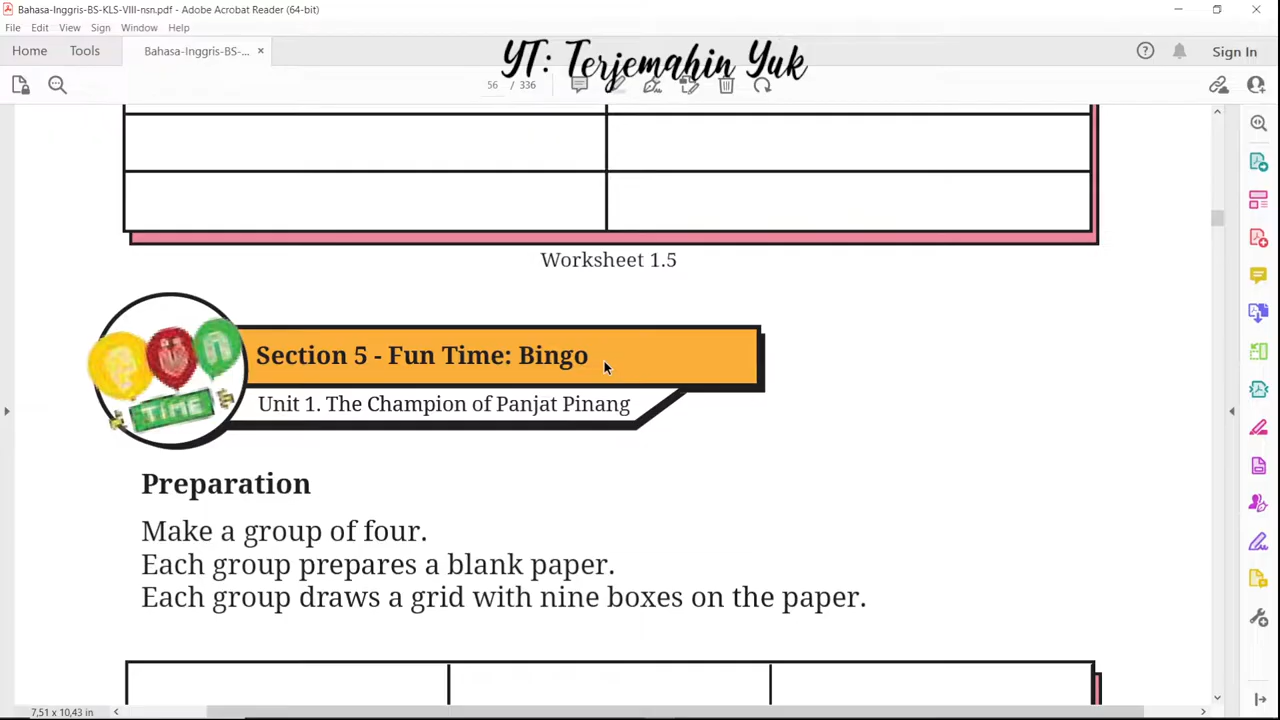 Bahasa-Inggris-BS-KLS-VIII-nsn.pdf - Adobe Acrobat Reader (64-bit)
File Edit View Sign Window Help
Home Tools Bahasa-Inggris-BS-... × Sign In
YT: Terjemahin Yuk
56 / 336
Worksheet 1.5
FUN
TIME
Section 5 - Fun Time: Bingo
Unit 1. The Champion of Panjat Pinang
Preparation
Make a group of four.
Each group prepares a blank paper.
Each group draws a grid with nine boxes on the paper.
7,51 x 10,43 in